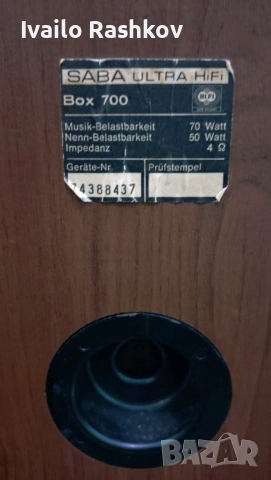 Ivailo Rashkov
SABA ULTRA HiFi
Box 700
Musik-Belastbarkeit 70 Watt
Nenn-Belastbarkeit 50 Watt
Impedanz 4 Ω
Geräte-Nr. Prüfstempel
74388437
bazar